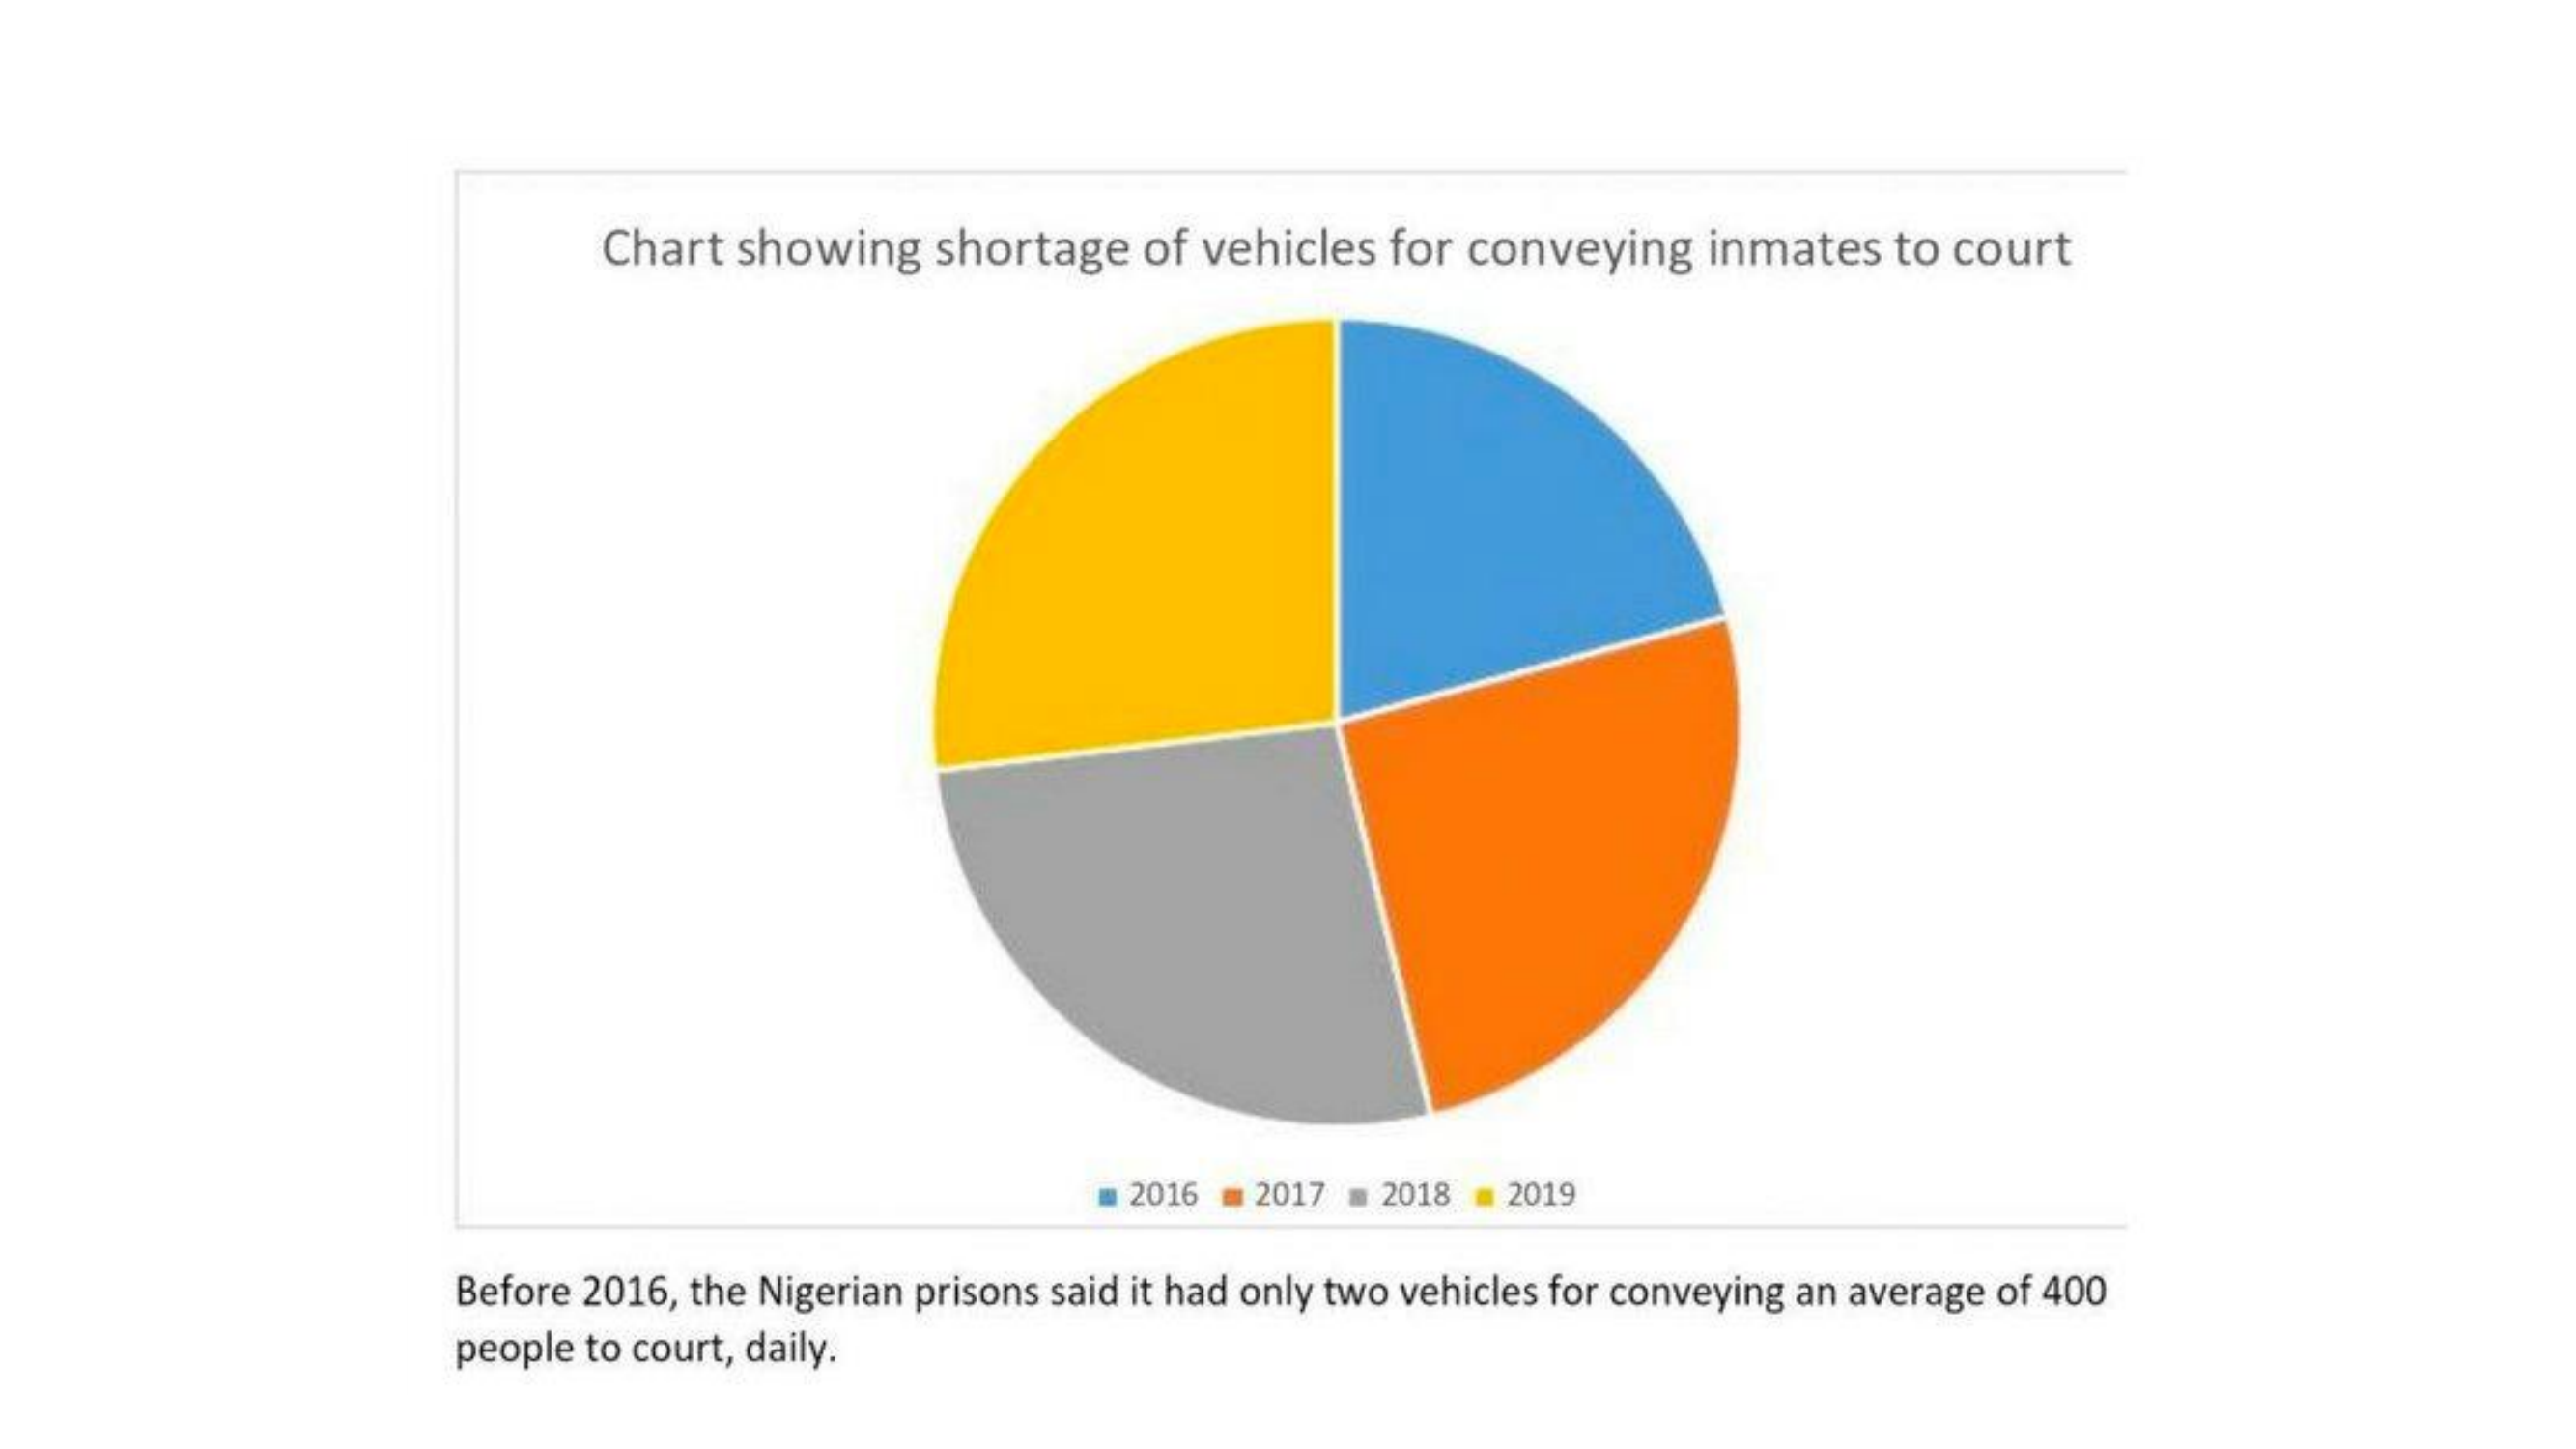 Chart showing shortage of vehicles for conveying inmates to court
2016 2017 2018 2019
Before 2016, the Nigerian prisons said it had only two vehicles for conveying an average of 400
people to court, daily.